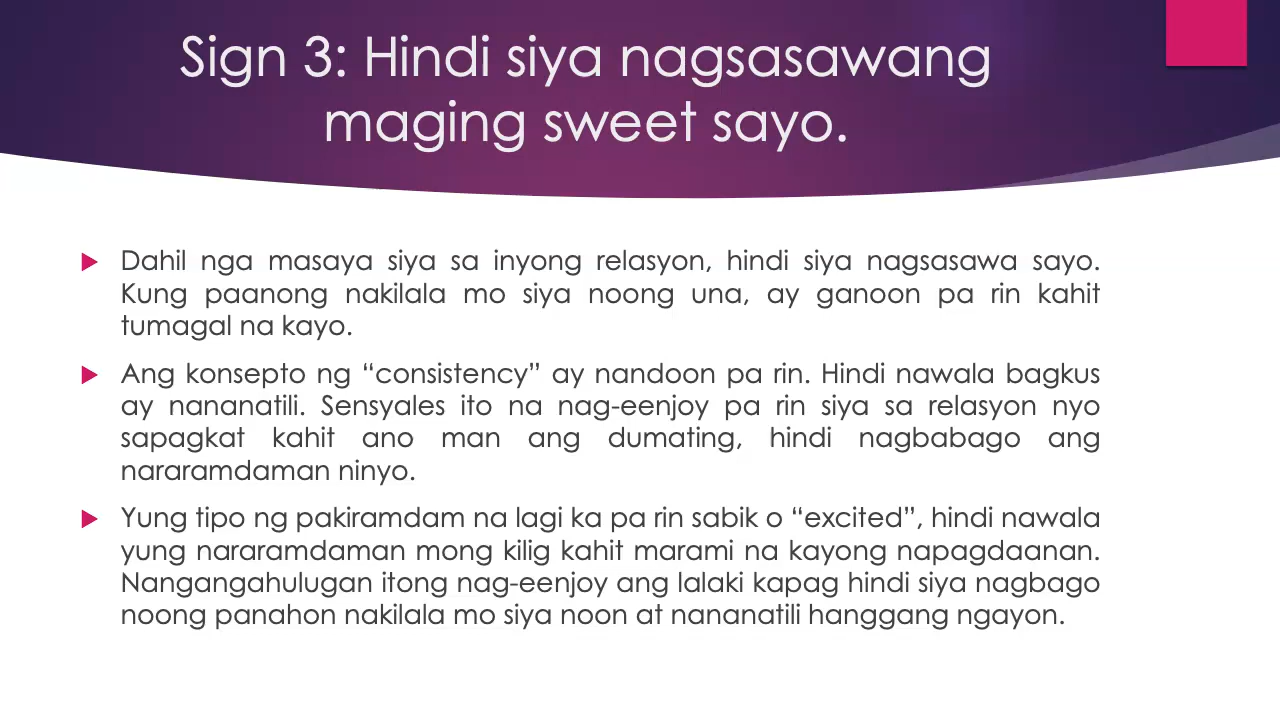 Sign 3: Hindi siya nagsasawang
maging sweet sayo.
Dahil nga masaya siya sa inyong relasyon, hindi siya nagsasawa sayo.
Kung paanong nakilala mo siya noong una, ay ganoon pa rin kahit
tumagal na kayo.
Ang konsepto ng “consistency” ay nandoon pa rin. Hindi nawala bagkus
ay nananatili. Sensyales ito na nag-eenjoy pa rin siya sa relasyon nyo
sapagkat kahit ano man ang dumating, hindi nagbabago ang
nararamdaman ninyo.
Yung tipo ng pakiramdam na lagi ka pa rin sabik o “excited”, hindi nawala
yung nararamdaman mong kilig kahit marami na kayong napagdaanan.
Nangangahulugan itong nag-eenjoy ang lalaki kapag hindi siya nagbago
noong panahon nakilala mo siya noon at nananatili hanggang ngayon.